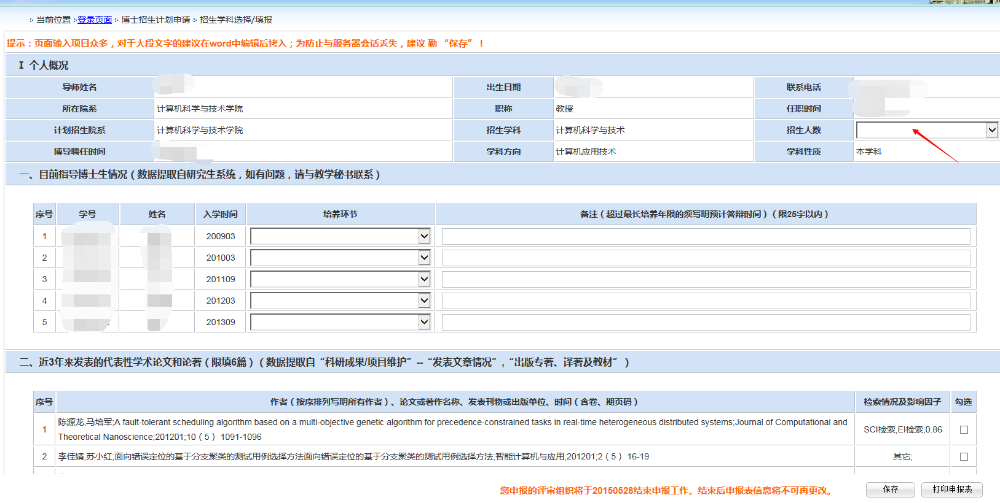 当前位置 登录页面 博士招生计划申请 招生学科选择/填报
提示：页面输入项目众多，对于大段文字的建议在word中编辑后拷入；为防止与服务器会话丢失，建议 勤 “保存” ！
I 个人概况
导师姓名 出生日期 联系电话
所在院系 计算机科学与技术学院 职称 教授 任职时间
计划招生院系 计算机科学与技术学院 招生学科 计算机科学与技术 招生人数
博导聘任时间 学科方向 计算机应用技术 学科性质 本学科
一、目前指导博士生情况（数据提取自研究生系统，如有问题，请与教学秘书联系）
序号 学号 姓名 入学时间 培养环节 备注（超过最长培养年限的须写明预计答辩时间）（限25字以内）
1 200903
2 201003
3 201109
4 201203
5 201309
二、近3年来发表的代表性学术论文和论著（限填6篇）（数据提取自“科研成果/项目维护”--“发表文章情况”,“出版专著、译著及教材”）
序号 作者（按序排列写明所有作者）、论文或著作名称、发表刊物或出版单位、时间（含卷、期页码） 检索情况及影响因子 勾选
1 陈源龙,马培军;A fault-tolerant scheduling algorithm based on a multi-objective genetic algorithm for precedence-constrained tasks in real-time heterogeneous distributed systems;Journal of Computational and
Theoretical Nanoscience;201201;10（5） 1091-1096 SCI检索,EI检索;0.86
2 李佳婧,苏小红;面向错误定位的基于分支聚类的测试用例选择方法面向错误定位的基于分支聚类的测试用例选择方法;智能计算机与应用;201201;2（5） 16-19 其它;
您申报的评审组织将于20150528结束申报工作。结束后申报表信息将不可再更改。 保存 打印申报表